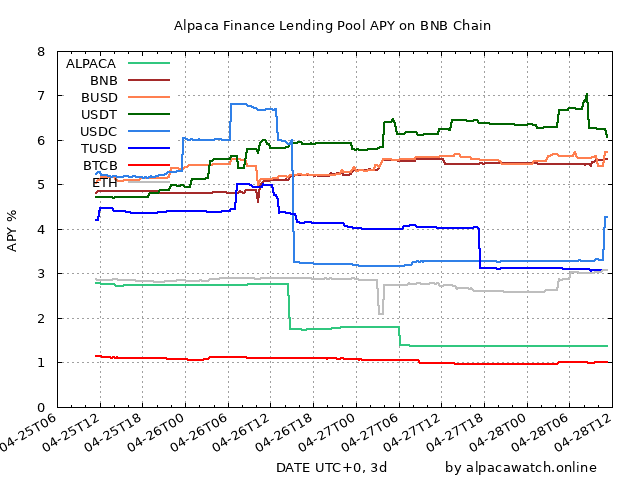 Alpaca Finance Lending Pool APY on BNB Chain
8
7
6
5
4
3
2
1
0
APY %
ALPACA
BNB
BUSD
USDT
USDC
TUSD
BTCB
ETH
04-25T06
04-25T12
04-25T18
04-26T00
04-26T06
04-26T12
04-26T18
04-27T00
04-27T06
04-27T12
04-27T18
04-28T00
04-28T06
04-28T12
DATE UTC+0, 3d
by alpacawatch.online